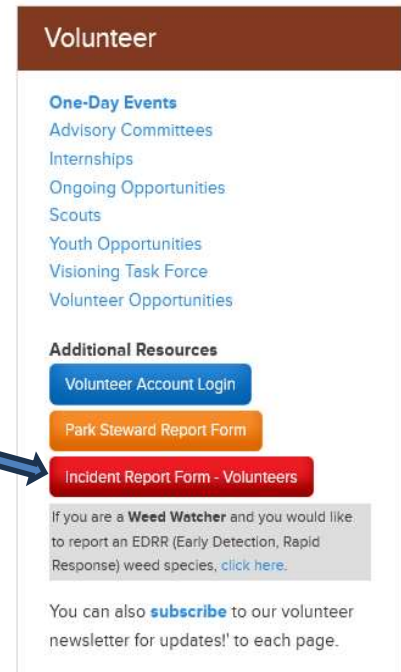 Volunteer
One-Day Events
Advisory Committees
Internships
Ongoing Opportunities
Scouts
Youth Opportunities
Visioning Task Force
Volunteer Opportunities
Additional Resources
Volunteer Account Login
Park Steward Report Form
Incident Report Form - Volunteers
If you are a Weed Watcher and you would like
to report an EDRR (Early Detection, Rapid
Response) weed species, click here.
You can also subscribe to our volunteer
newsletter for updates!' to each page.